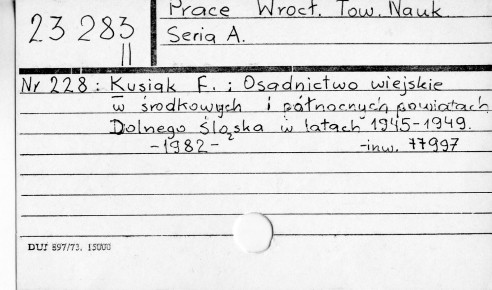 Prace Wrocł. Tow. Nauk
23 283 Seria A.
II
Nr 228: Kusiak F.: Osadnictwo wiejskie
w środkowych i północnych powiatach
Dolnego Śląska w latach 1945-1949.
-1982- -inw. 77997
DUJ 897/73. 15000